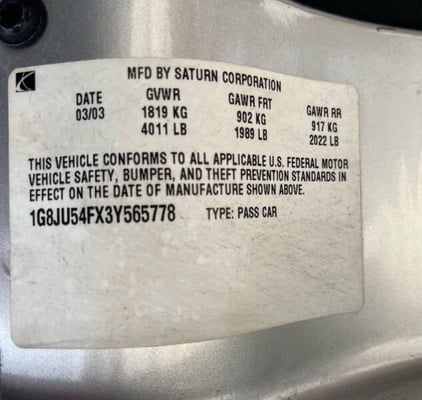 MFD BY SATURN CORPORATION
DATE GVWR GAWR FRT GAWR RR
03/03 1819 KG 902 KG 917 KG
4011 LB 1989 LB 2022 LB
THIS VEHICLE CONFORMS TO ALL APPLICABLE U.S. FEDERAL MOTOR
VEHICLE SAFETY, BUMPER, AND THEFT PREVENTION STANDARDS IN
EFFECT ON THE DATE OF MANUFACTURE SHOWN ABOVE.
1G8JU54FX3Y565778 TYPE: PASS CAR